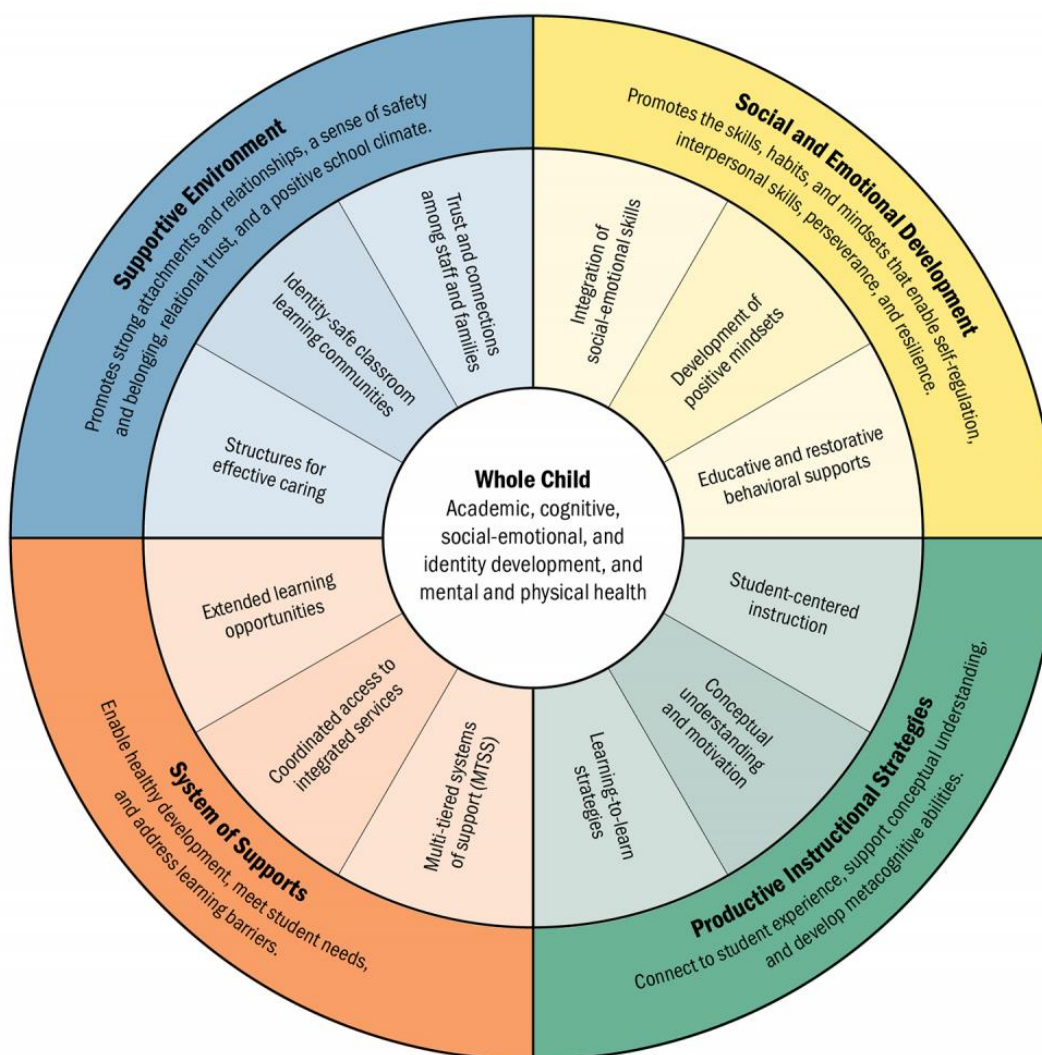 Supportive Environment
Promotes strong attachments and relationships, a sense of safety
and belonging, relational trust, and a positive school climate.
Social and Emotional Development
Promotes the skills, habits, and mindsets that enable self-regulation,
interpersonal skills, perseverance, and resilience.
Structures for
effective caring
Identity-safe classroom
learning communities
Trust and connections
among staff and families
Integration of
social-emotional skills
Development of
positive mindsets
Educative and restorative
behavioral supports
Whole Child
Academic, cognitive,
social-emotional, and
identity development, and
mental and physical health
Extended learning
opportunities
Coordinated access to
integrated services
Multi-tiered systems
of support (MTSS)
Learning-to-learn
strategies
Conceptual
understanding
and motivation
Student-centered
instruction
System of Supports
Enable healthy development, meet student needs,
and address learning barriers.
Productive Instructional Strategies
Connect to student experience, support conceptual understanding,
and develop metacognitive abilities.